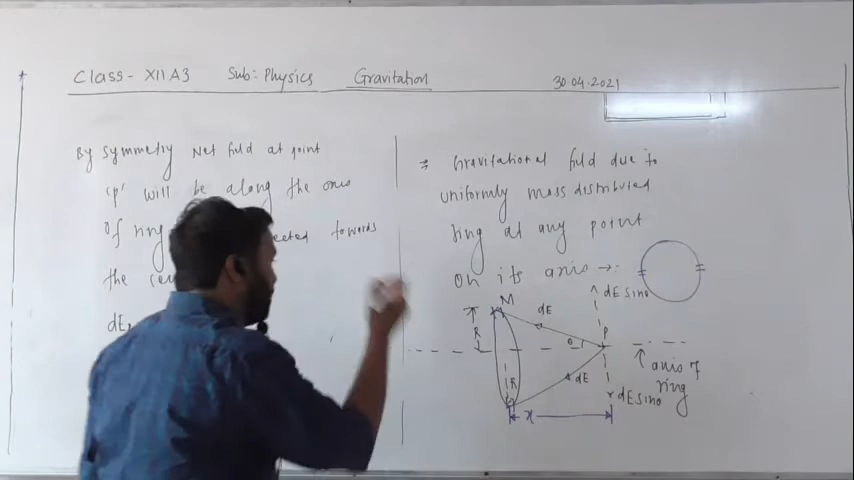 Class- XII A3 Sub: Physics Gravitation 30.04.2021
By symmetry Net field at point
'P' will be along the axis
of ring ected towards
the
dE
⇒ Gravitational field due to
uniformly mass distributed
ring at any point
on its axis →:
M
dE
dE sinθ
R
θ
P
axis of
ring
R
dE
dE sinθ
x